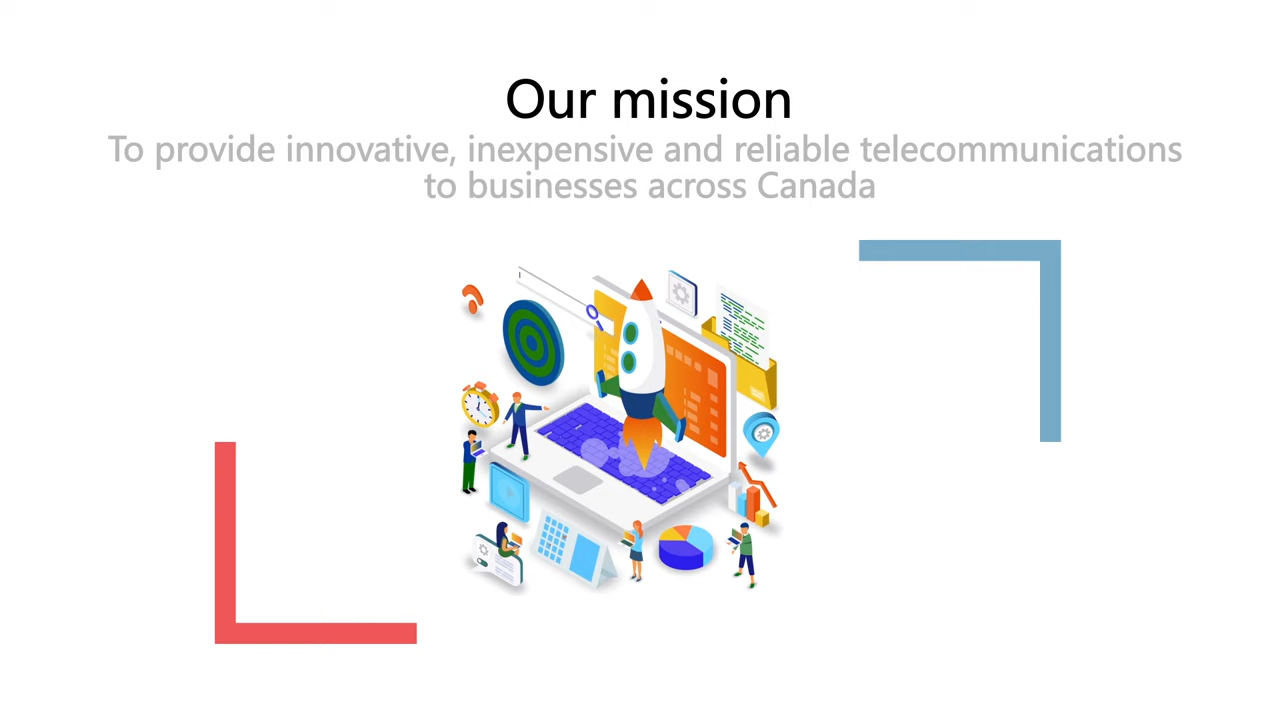 Our mission
To provide innovative, inexpensive and reliable telecommunications
to businesses across Canada